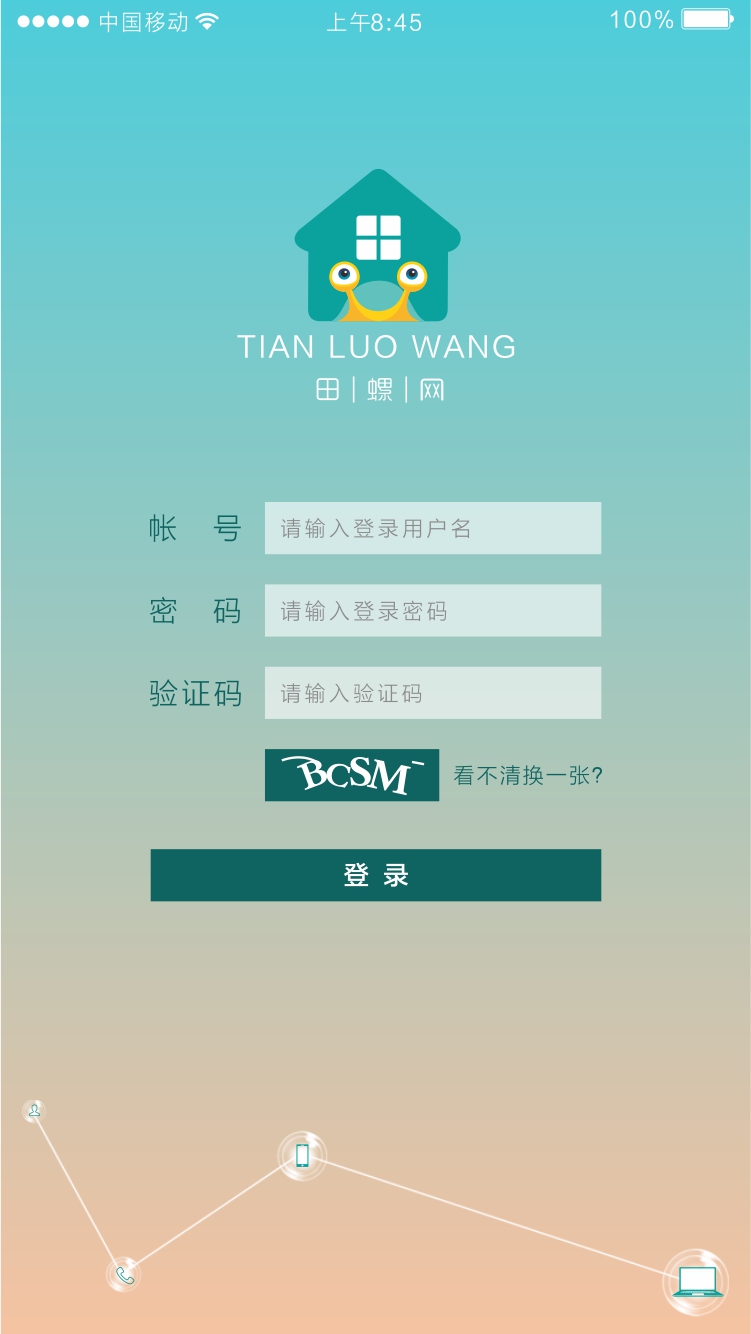 中国移动 上午8:45 100%
TIAN LUO WANG
田|螺|网
帐 号 请输入登录用户名
密 码 请输入登录密码
验证码 请输入验证码
BCSM 看不清换一张?
登 录